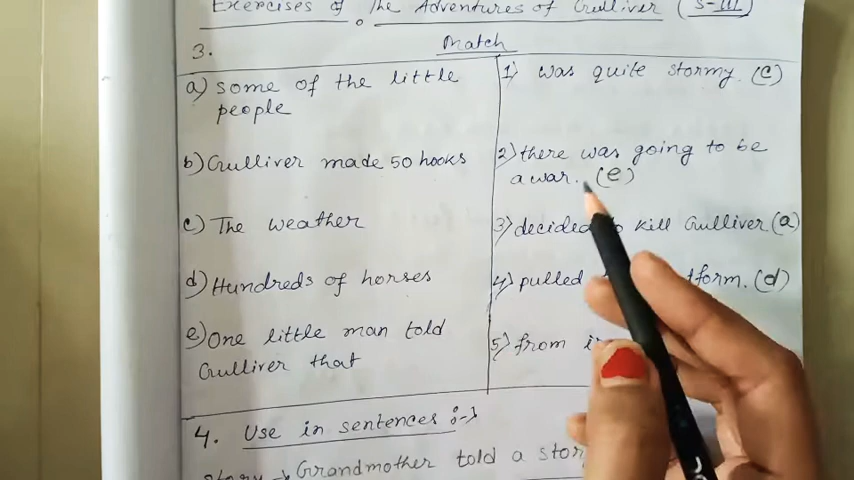 Exercises of The Adventures of Gulliver (S-III)
3.
Match
a) some of the little
people
1) was quite stormy. (c)
b) Gulliver made 50 hooks
2) there was going to be
a war. (e)
c) The weather
3) decided to kill Gulliver (a)
d) Hundreds of horses
4) pulled (d)
e) One little man told
Gulliver that
5) from
4. Use in sentences :->
story -> Grandmother told a